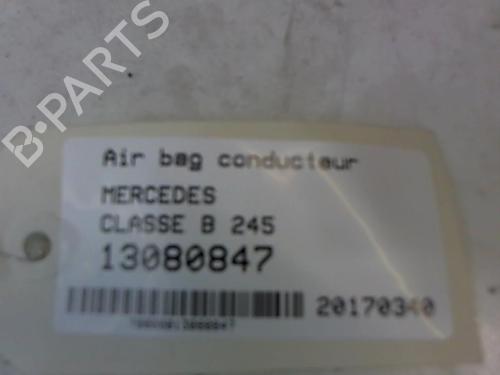 B-PARTS
Air bag conducteur
MERCEDES
CLASSE B 245
13080847
20170340